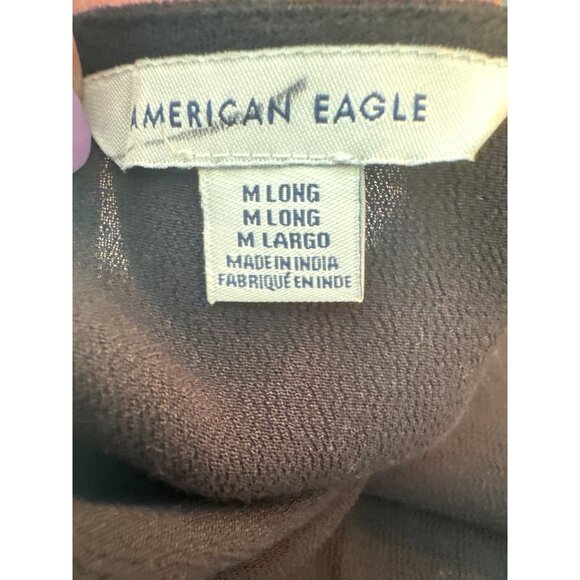 AMERICAN EAGLE
M LONG
M LONG
M LARGO
MADE IN INDIA
FABRIQUÉ EN INDE